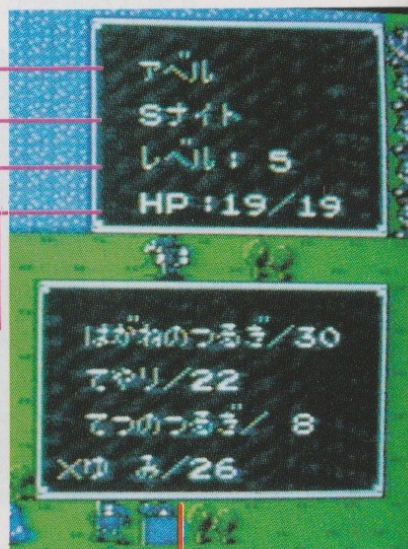 アベル
Sナイト
レベル: 5
HP:19/19
はがねのつるぎ/30
てやり/22
てつのつるぎ/ 8
×ゆ み/26